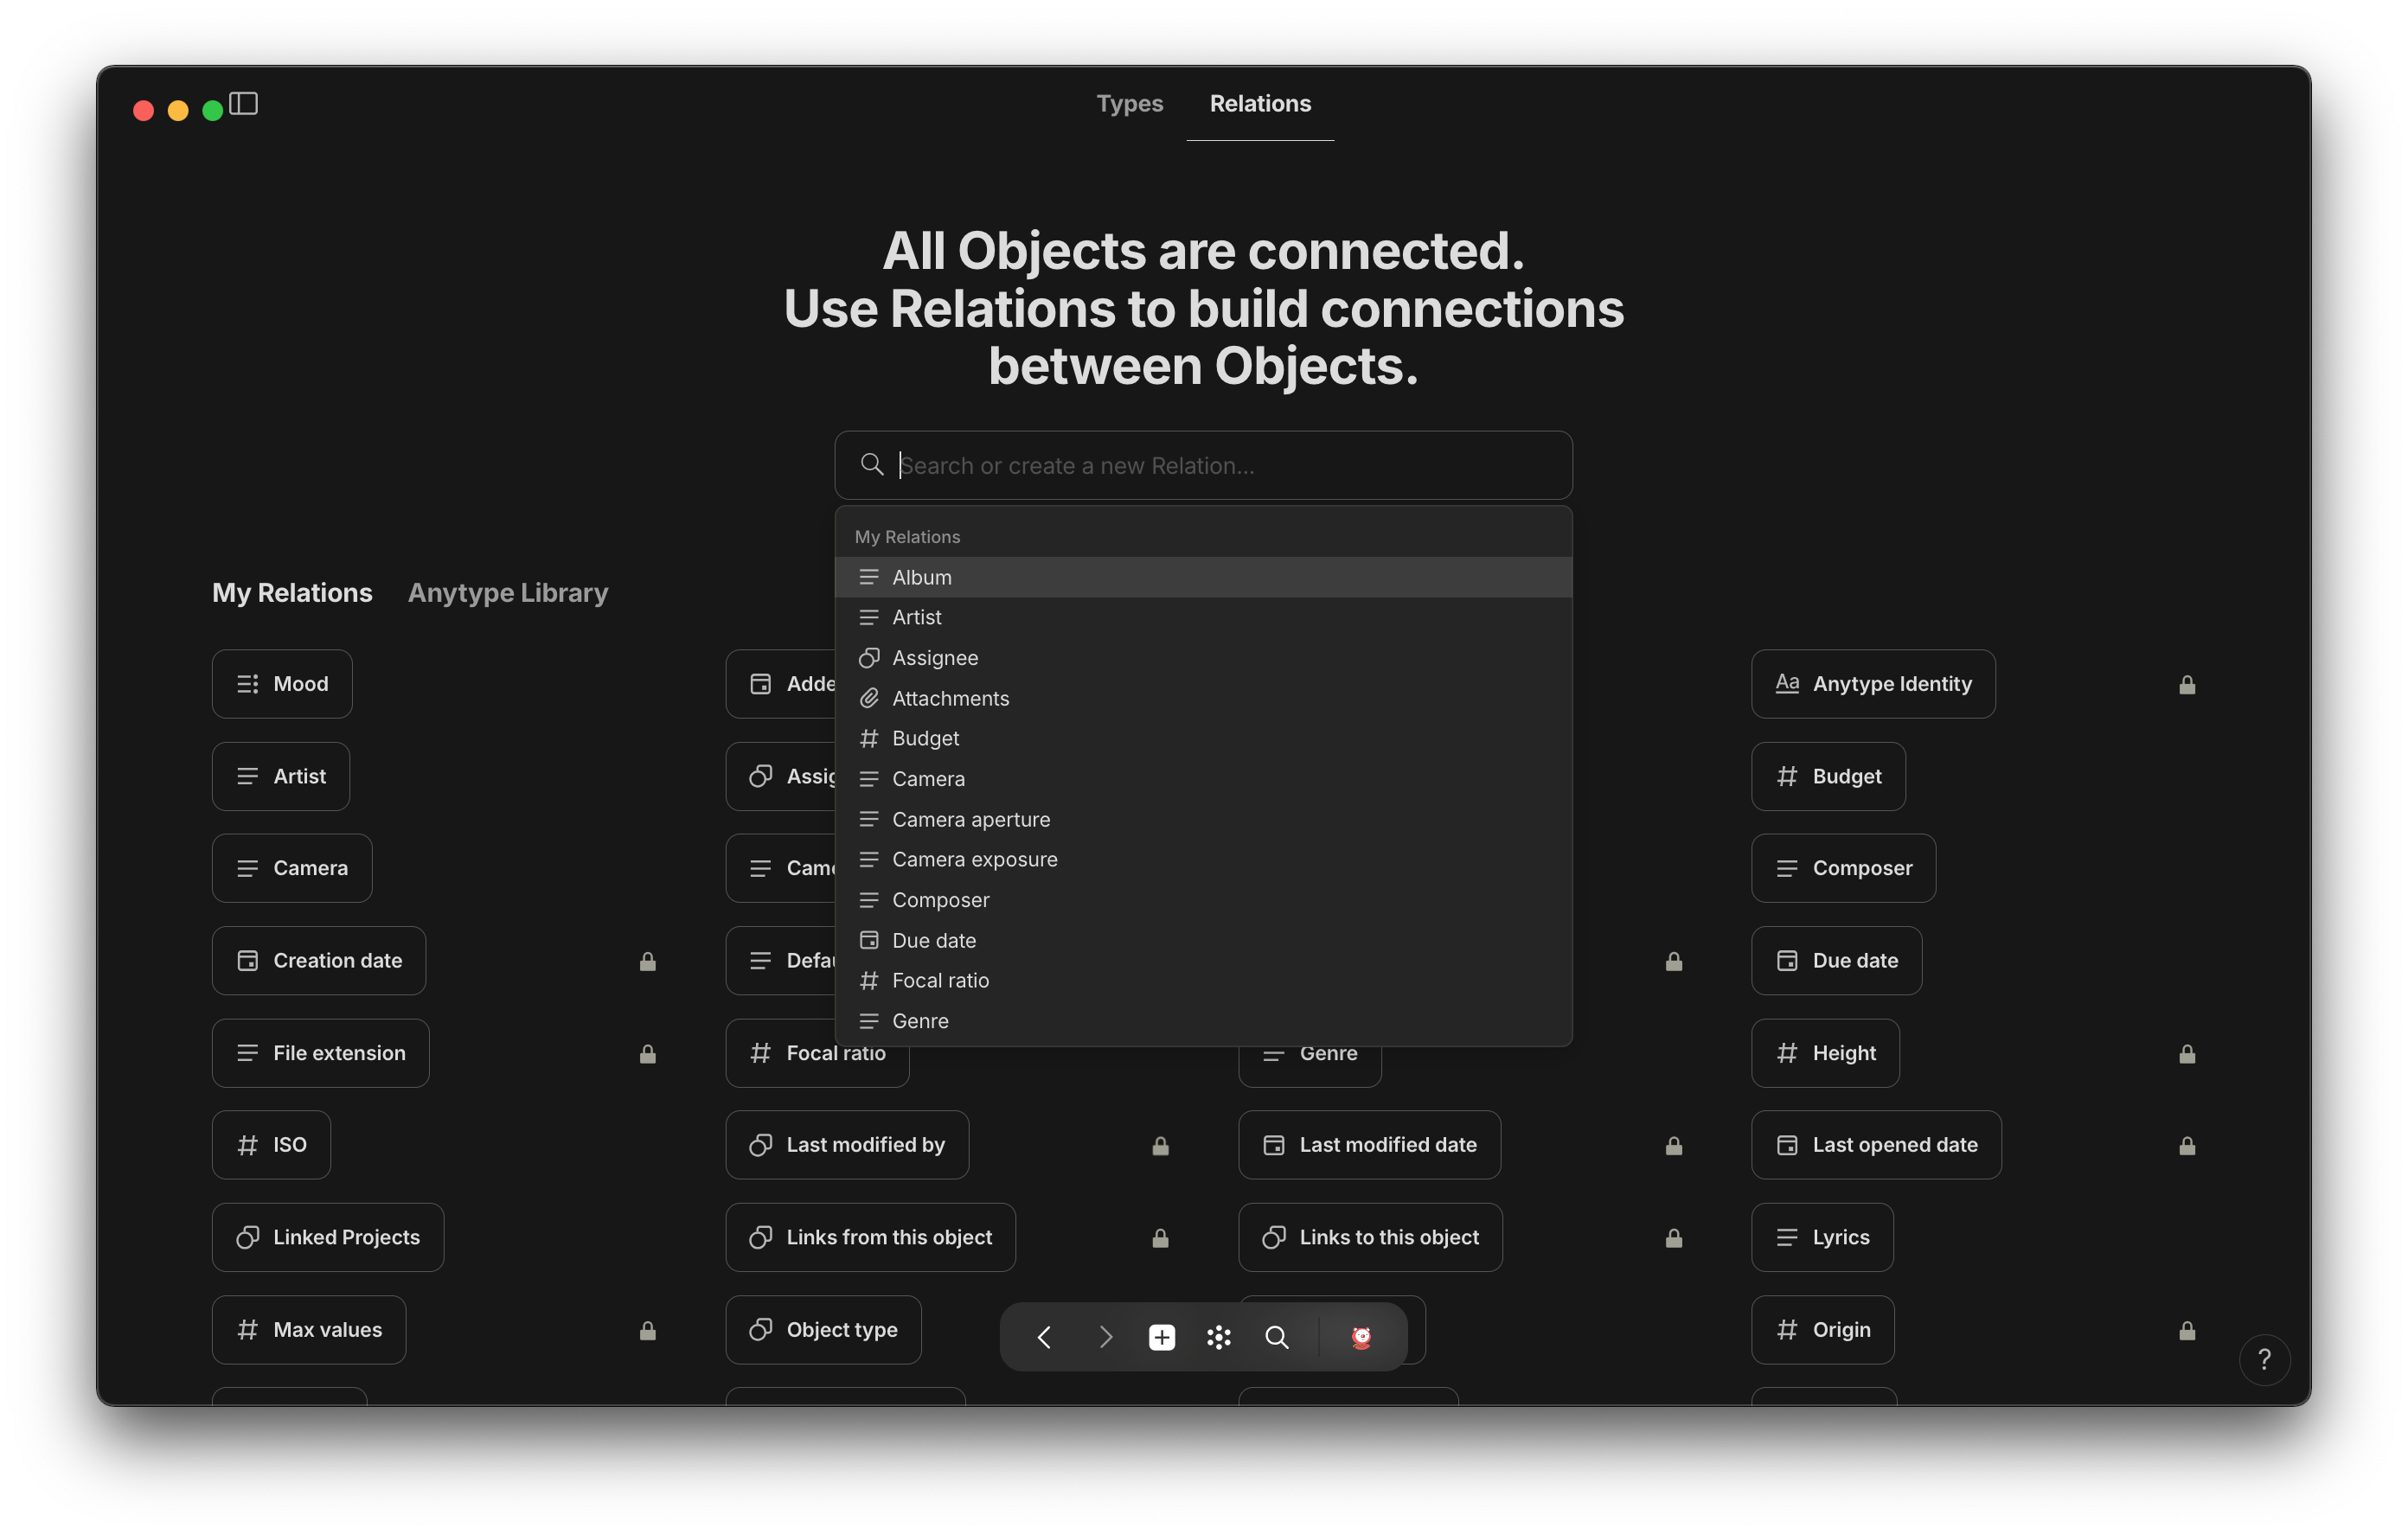 Types
Relations
All Objects are connected.
Use Relations to build connections
between Objects.
Search or create a new Relation...
My Relations
Album
Artist
Assignee
Attachments
Budget
Camera
Camera aperture
Camera exposure
Composer
Due date
Focal ratio
Genre
My Relations
Anytype Library
Mood
Adde
Aa Anytype Identity
Artist
Assig
Budget
Camera
Came
Composer
Creation date
Defau
Due date
File extension
Focal ratio
Genre
Height
ISO
Last modified by
Last modified date
Last opened date
Linked Projects
Links from this object
Links to this object
Lyrics
Max values
Object type
Origin
?